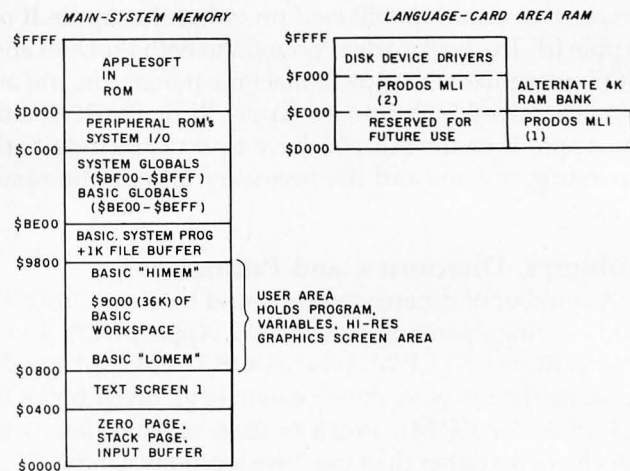 MAIN-SYSTEM MEMORY
$FFFF
APPLESOFT
IN
ROM
$D000
PERIPHERAL ROM'S
SYSTEM I/O
$C000
SYSTEM GLOBALS
($BF00-$BFFF)
BASIC GLOBALS
($BE00-$BEFF)
$BE00
BASIC. SYSTEM PROG
+1K FILE BUFFER
$9800
BASIC "HIMEM"
$9000 (36K) OF
BASIC
WORKSPACE
BASIC "LOMEM"
$0800
TEXT SCREEN 1
$0400
ZERO PAGE,
STACK PAGE,
INPUT BUFFER
$0000
USER AREA
HOLDS PROGRAM,
VARIABLES, HI-RES
GRAPHICS SCREEN AREA
LANGUAGE-CARD AREA RAM
$FFFF
DISK DEVICE DRIVERS
$F000
PRODOS MLI
(2)
ALTERNATE 4K
RAM BANK
$E000
RESERVED FOR
FUTURE USE
PRODOS MLI
(1)
$D000